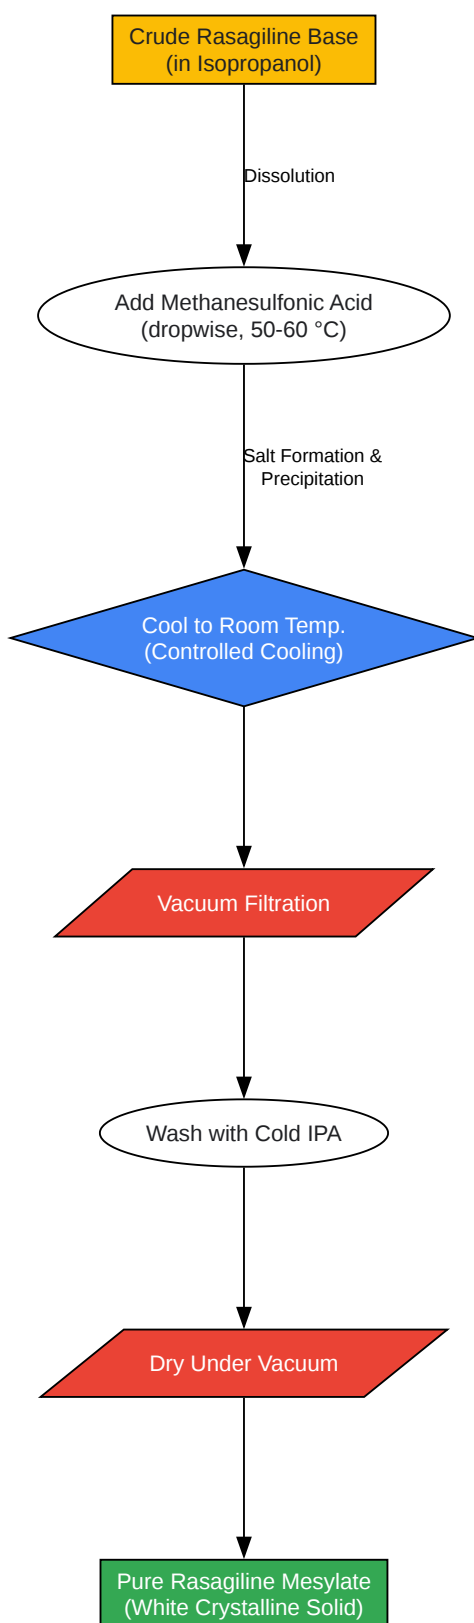 Crude Rasagiline Base
(in Isopropanol)
Dissolution
Add Methanesulfonic Acid
(dropwise, 50-60 °C)
Salt Formation &
Precipitation
Cool to Room Temp.
(Controlled Cooling)
Vacuum Filtration
Wash with Cold IPA
Dry Under Vacuum
Pure Rasagiline Mesylate
(White Crystalline Solid)